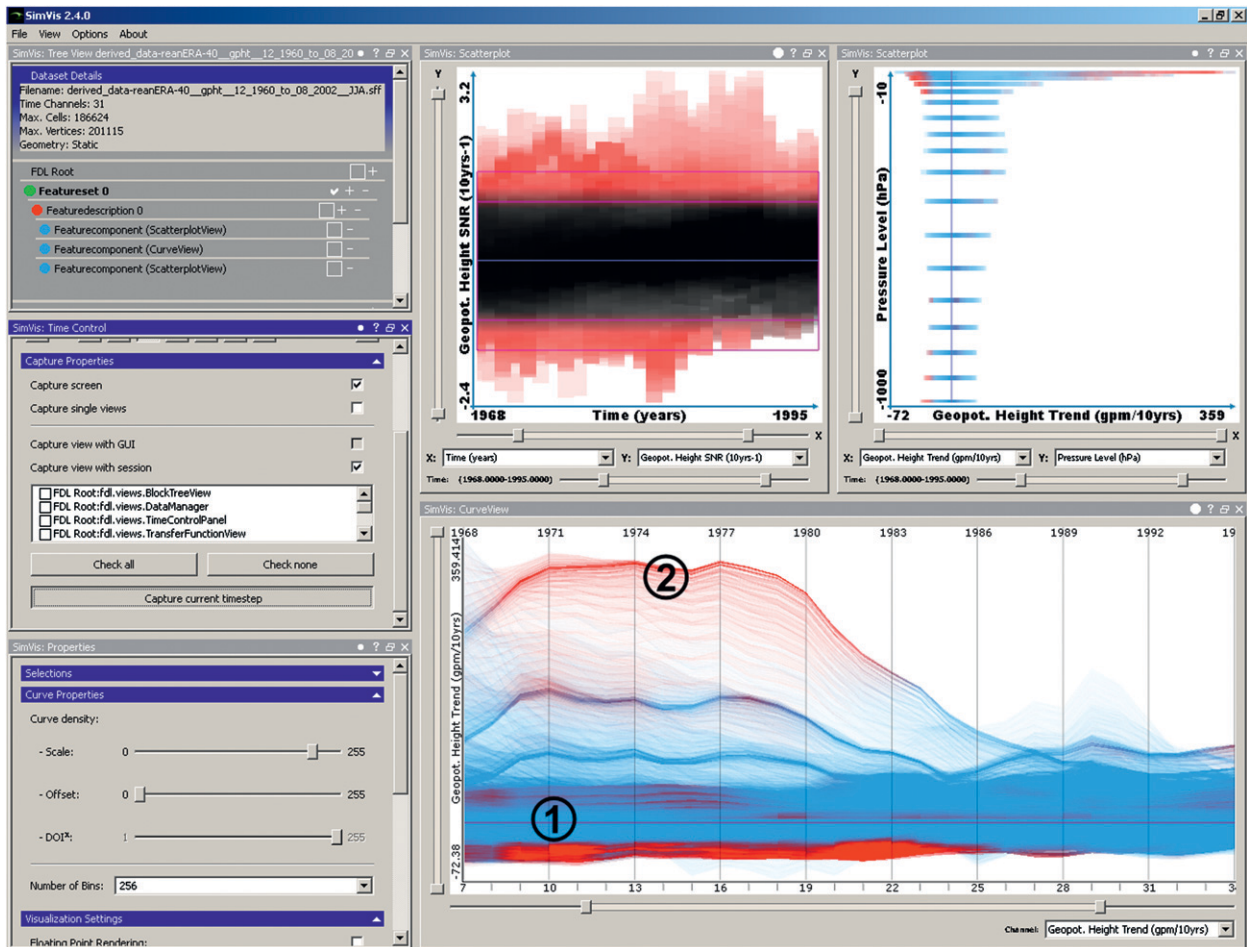 SimVis 2.4.0
File View Options About
SimVis: Tree View derived_data-reanERA-40__gpht__12_1960_to_08_20
Dataset Details
Filename: derived_data-reanERA-40__gpht__12_1960_to_08_2002__JJA.sff
Time Channels: 31
Max. Cells: 186624
Max. Vertices: 201115
Geometry: Static
FDL Root
Featureset 0
Featuredescription 0
Featurecomponent (ScatterplotView)
Featurecomponent (CurveView)
Featurecomponent (ScatterplotView)
SimVis: Time Control
Capture Properties
Capture screen
Capture single views
Capture view with GUI
Capture view with session
FDL Root:fdl.views.BlockTreeView
FDL Root:fdl.views.DataManager
FDL Root:fdl.views.TimeControlPanel
FDL Root:fdl.views.TransferFunctionView
Check all Check none
Capture current timestep
SimVis: Properties
Selections
Curve Properties
Curve density:
- Scale: 0 255
- Offset: 0 255
- DOIx: 1 255
Number of Bins: 256
Visualization Settings
Floating Point Rendering:
SimVis: Scatterplot
Y
3.2
Geopot. Height SNR (10yrs-1)
-2.4
1968 Time (years) 1995
X
X: Time (years) Y: Geopot. Height SNR (10yrs-1)
Time: (1968.0000-1995.0000)
SimVis: Scatterplot
Y
-10
Pressure Level (hPa)
-1000
-72 Geopot. Height Trend (gpm/10yrs) 359
X
X: Geopot. Height Trend (gpm/10yrs) Y: Pressure Level (hPa)
Time: (1968.0000-1995.0000)
SimVis: CurveView
1968 1971 1974 1977 1980 1983 1986 1989 1992 19
359.414
Geopot. Height Trend (gpm/10yrs)
-72.38
2
1
7 10 13 16 19 22 25 28 31 34
Channel: Geopot. Height Trend (gpm/10yrs)